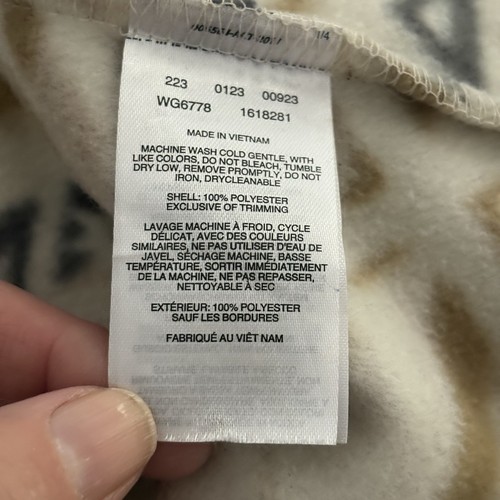 223 0123 00923
WG6778 1618281
MADE IN VIETNAM
MACHINE WASH COLD GENTLE, WITH
LIKE COLORS, DO NOT BLEACH, TUMBLE
DRY LOW, REMOVE PROMPTLY, DO NOT
IRON, DRYCLEANABLE
SHELL: 100% POLYESTER
EXCLUSIVE OF TRIMMING
LAVAGE MACHINE À FROID, CYCLE
DÉLICAT, AVEC DES COULEURS
SIMILAIRES, NE PAS UTILISER D'EAU DE
JAVEL, SÉCHAGE MACHINE, BASSE
TEMPÉRATURE, SORTIR IMMÉDIATEMENT
DE LA MACHINE, NE PAS REPASSER,
NETTOYABLE À SEC
EXTÉRIEUR: 100% POLYESTER
SAUF LES BORDURES
FABRIQUÉ AU VIÊT NAM